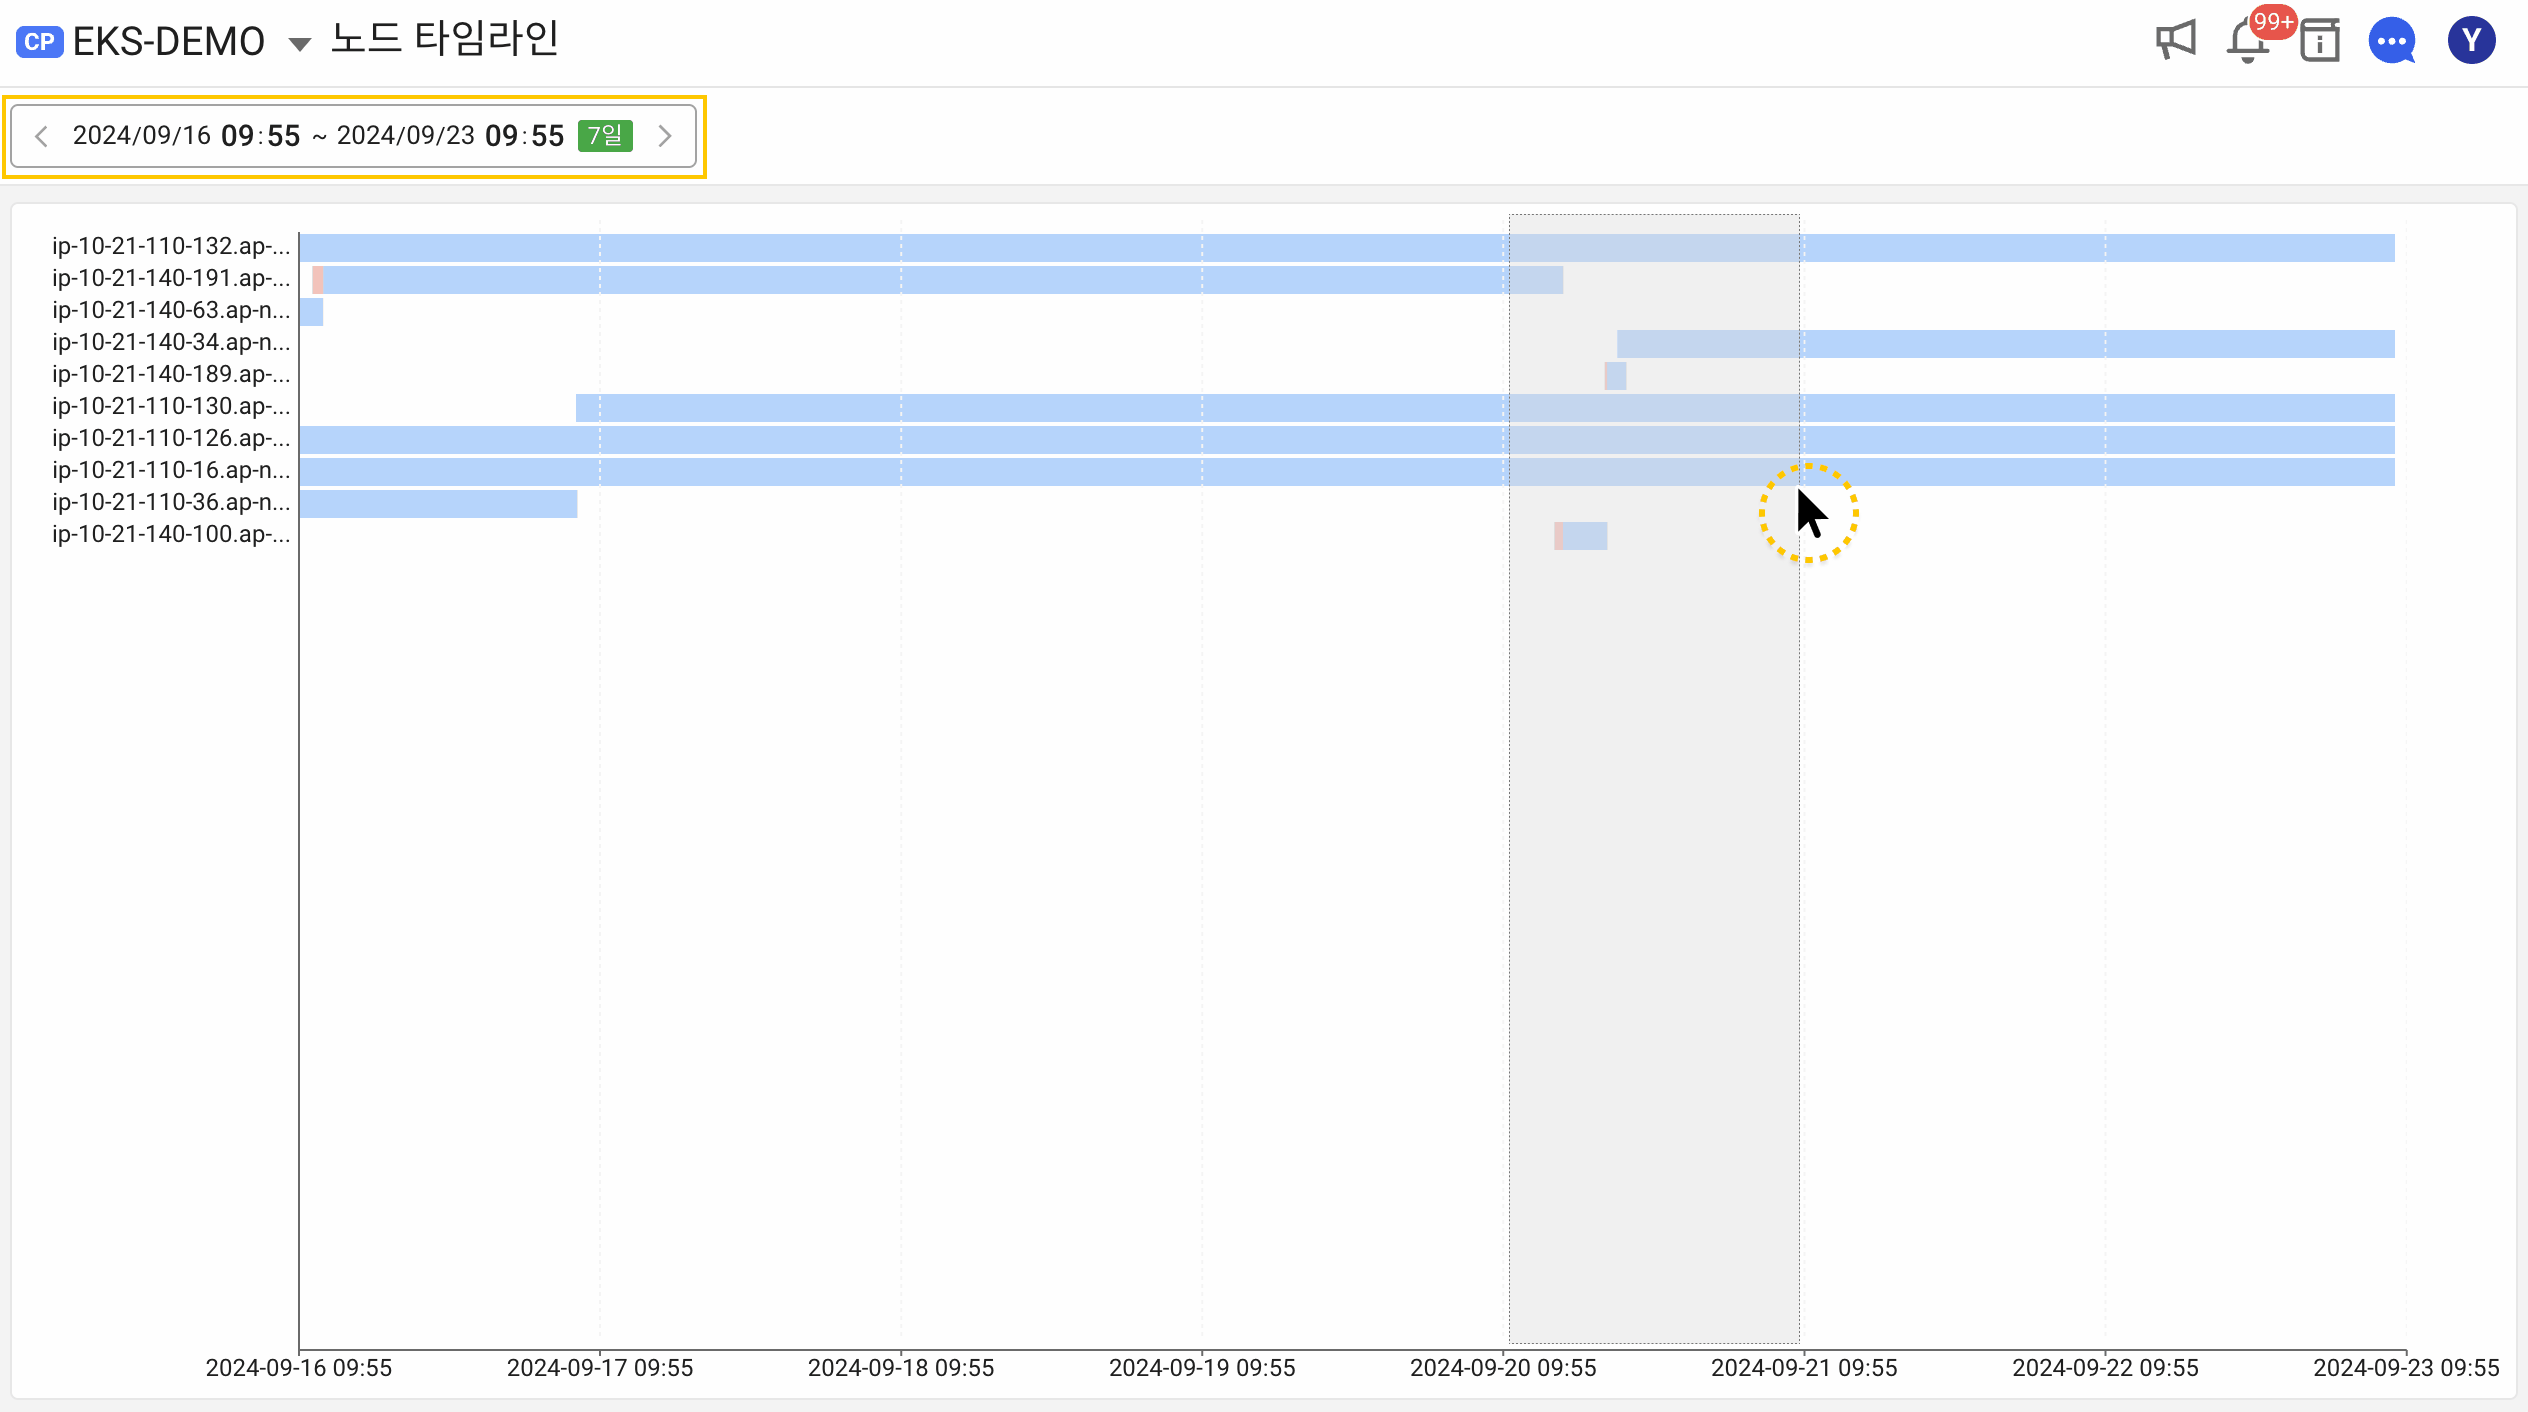 CP EKS-DEMO 노드 타임라인 99+ Y
2024/09/16 09:55 ~ 2024/09/23 09:55 7일
ip-10-21-110-132.ap-...
ip-10-21-140-191.ap-...
ip-10-21-140-63.ap-n...
ip-10-21-140-34.ap-n...
ip-10-21-140-189.ap-...
ip-10-21-110-130.ap-...
ip-10-21-110-126.ap-...
ip-10-21-110-16.ap-n...
ip-10-21-110-36.ap-n...
ip-10-21-140-100.ap-...
2024-09-16 09:55 2024-09-17 09:55 2024-09-18 09:55 2024-09-19 09:55 2024-09-20 09:55 2024-09-21 09:55 2024-09-22 09:55 2024-09-23 09:55